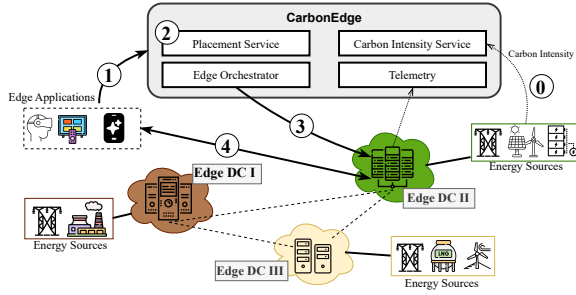 CarbonEdge
2
Placement Service
Carbon Intensity Service
Edge Orchestrator
Telemetry
1
Carbon Intensity
0
Edge Applications
3
4
Edge DC I
Edge DC II
Energy Sources
Energy Sources
Edge DC III
LNG
Energy Sources